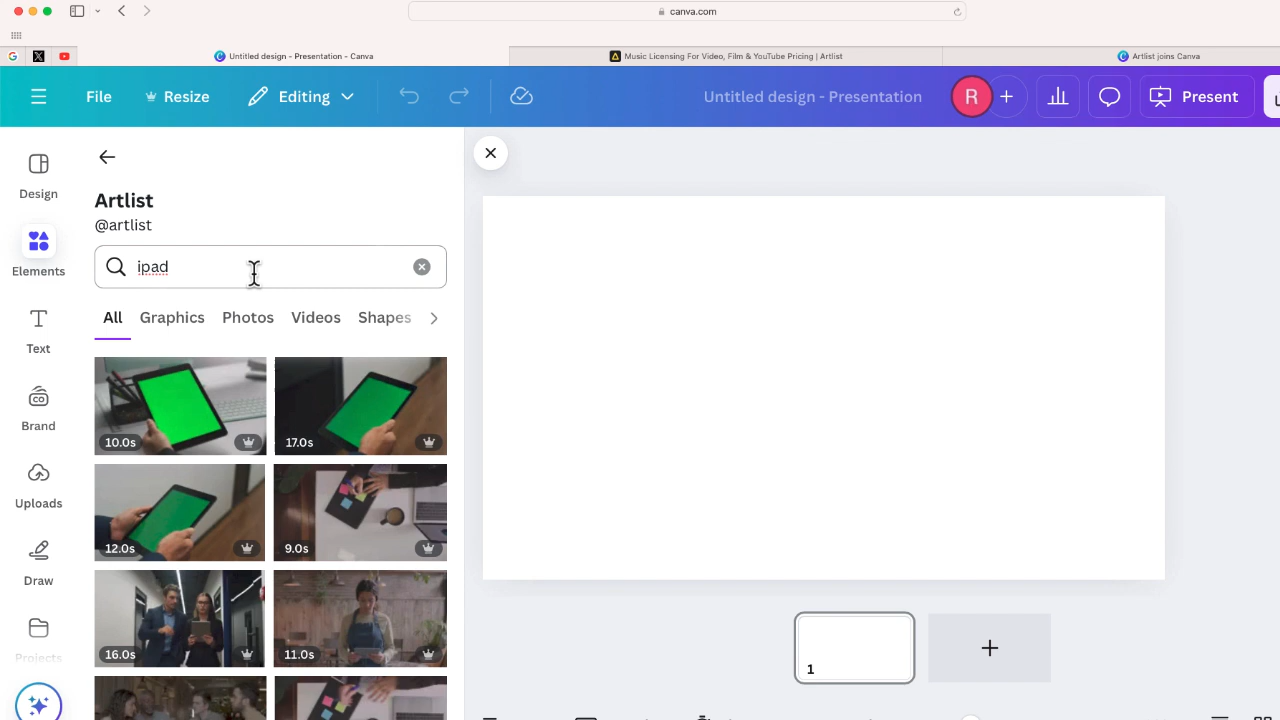 canva.com
Untitled design - Presentation - Canva
Music Licensing For Video, Film & YouTube Pricing | Artlist
Artlist joins Canva
File
Resize
Editing
Untitled design - Presentation
R
Present
Design
Elements
Text
Brand
Uploads
Draw
Projects
Artlist
@artlist
ipad
All
Graphics
Photos
Videos
Shapes
10.0s
17.0s
12.0s
9.0s
16.0s
11.0s
1